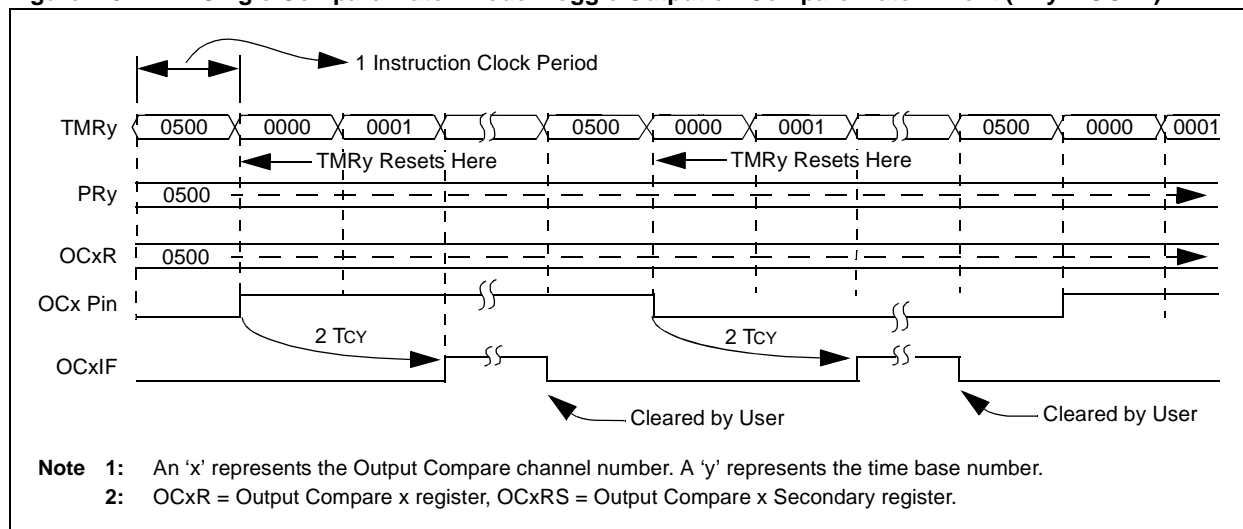 1 Instruction Clock Period
TMRy 0500 0000 0001 0500 0000 0001 0500 0000 0001
TMRy Resets Here TMRy Resets Here
PRy 0500
OCxR 0500
OCx Pin
2 TCY 2 TCY
OCxIF
Cleared by User Cleared by User
Note 1: An ‘x’ represents the Output Compare channel number. A ‘y’ represents the time base number.
2: OCxR = Output Compare x register, OCxRS = Output Compare x Secondary register.